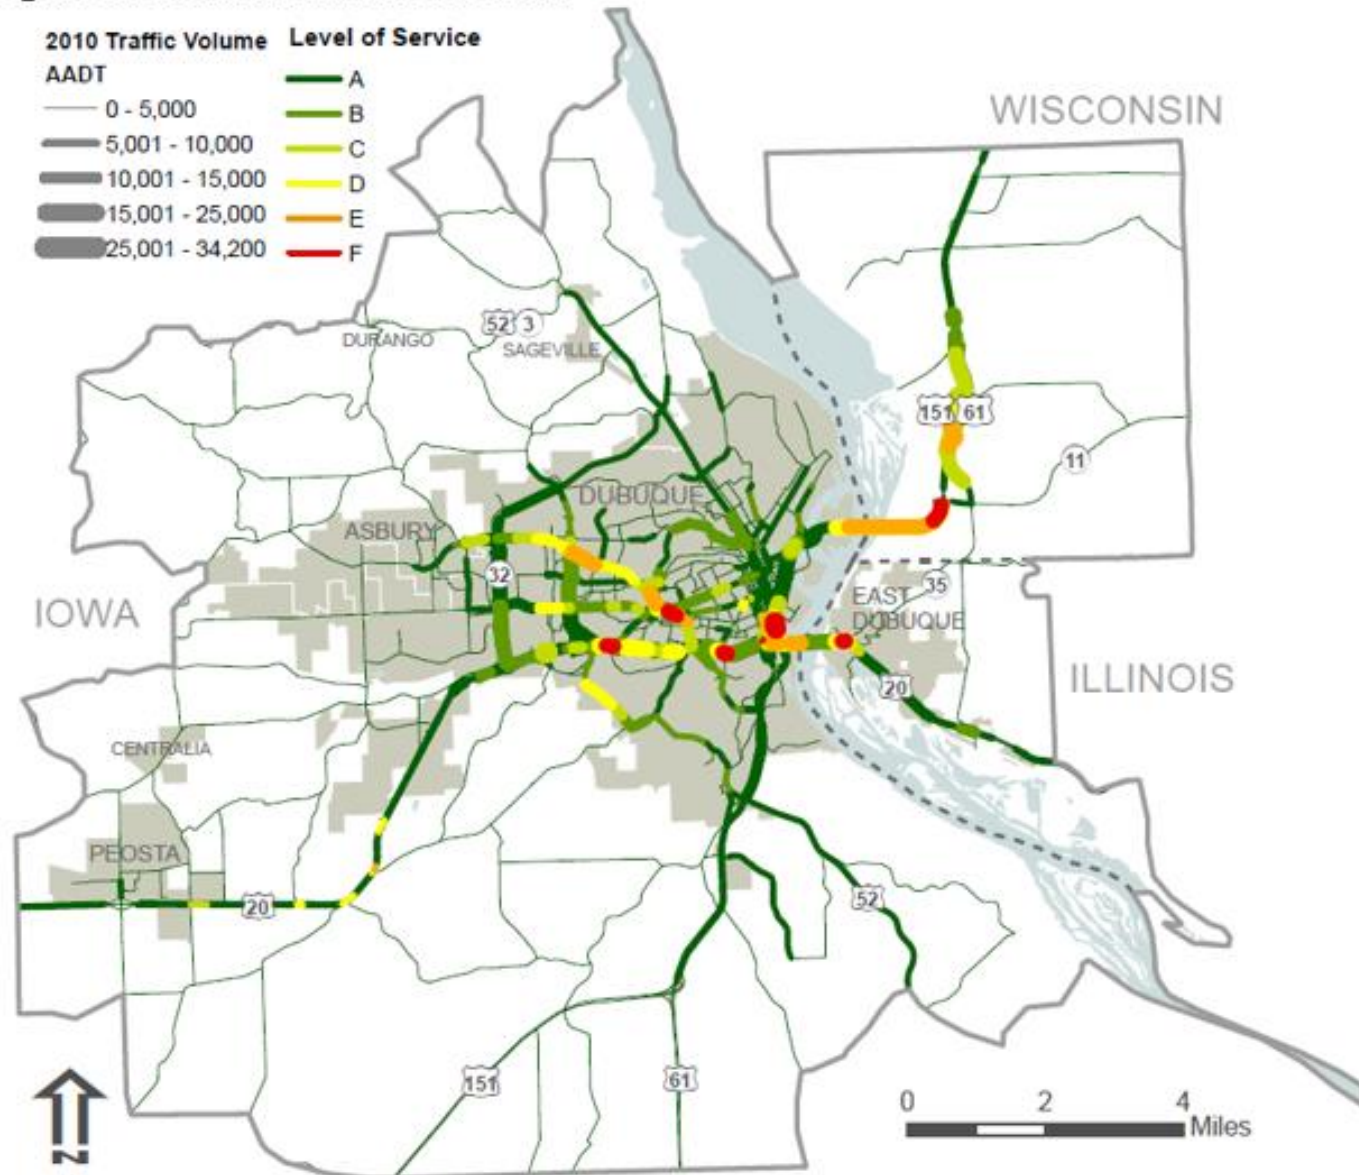 2010 Traffic Volume
AADT
0 - 5,000
5,001 - 10,000
10,001 - 15,000
15,001 - 25,000
25,001 - 34,200
Level of Service
A
B
C
D
E
F
WISCONSIN
52 3
DURANGO
SAGEVILLE
151 61
11
DUBUQUE
ASBURY
32
35
IOWA
EAST
DUBUQUE
ILLINOIS
20
CENTRALIA
PEOSTA
20
52
151
61
N
0 2 4
Miles